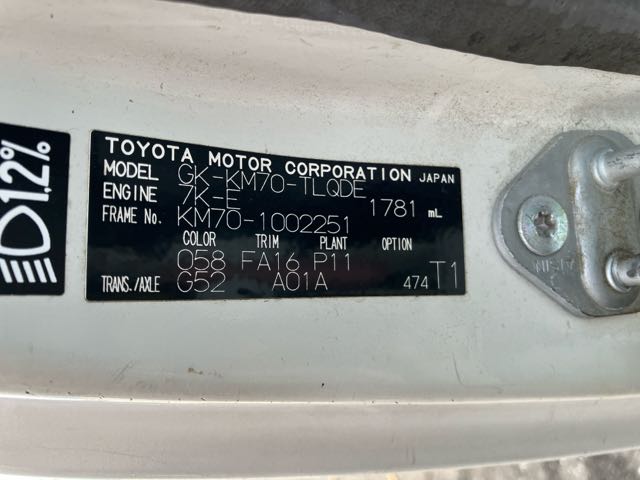 1.2%
TOYOTA MOTOR CORPORATION JAPAN
MODEL GK-KM70-TLQDE
ENGINE 7K-E 1781 mL
FRAME No. KM70-1002251
COLOR TRIM PLANT OPTION
058 FA16 P11
TRANS./AXLE G52 A01A 474 T1
AISIN